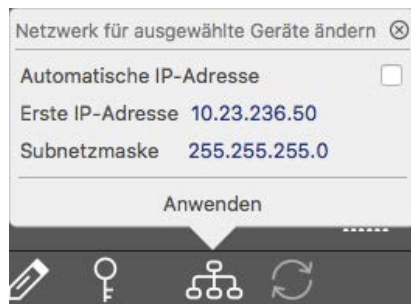 Netzwerk für ausgewählte Geräte ändern
Automatische IP-Adresse
Erste IP-Adresse 10.23.236.50
Subnetzmaske 255.255.255.0
Anwenden